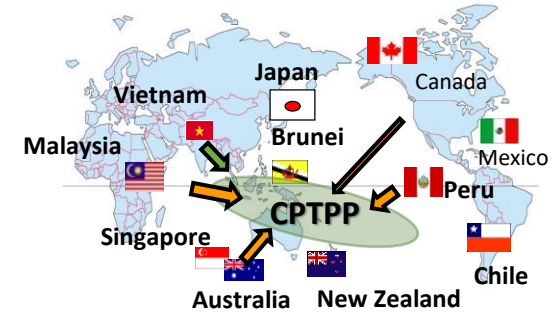 Japan
Canada
Vietnam
Brunei
Malaysia
Mexico
Peru
CPTPP
Singapore
Chile
Australia
New Zealand